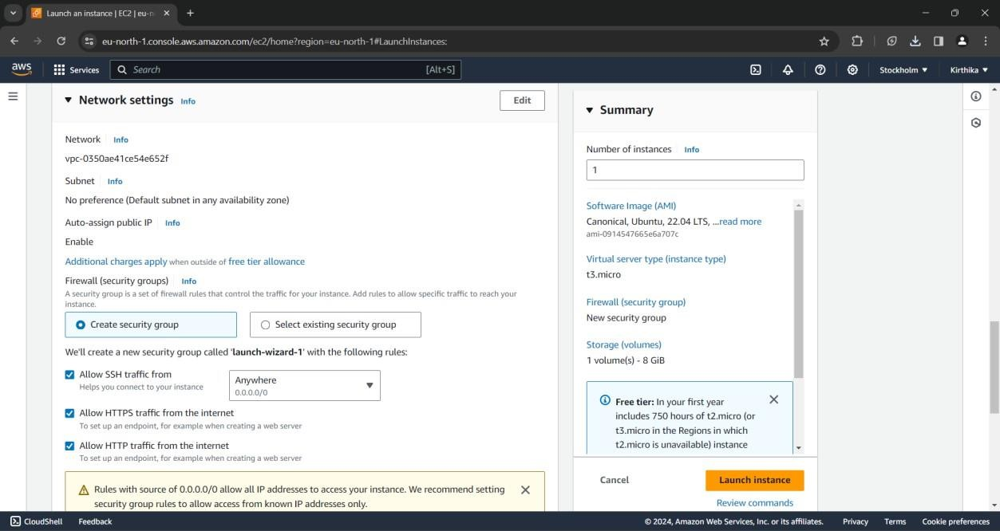 Launch an instance | EC2 | eu-n
eu-north-1.console.aws.amazon.com/ec2/home?region=eu-north-1#LaunchInstances:
aws
Services
Search
[Alt+S]
Stockholm
Kirthika
Network settings Info
Edit
Network Info
vpc-0350ae41ce54e652f
Subnet Info
No preference (Default subnet in any availability zone)
Auto-assign public IP Info
Enable
Additional charges apply when outside of free tier allowance
Firewall (security groups) Info
A security group is a set of firewall rules that control the traffic for your instance. Add rules to allow specific traffic to reach your
instance.
Create security group
Select existing security group
We'll create a new security group called 'launch-wizard-1' with the following rules:
Allow SSH traffic from
Helps you connect to your instance
Anywhere
0.0.0.0/0
Allow HTTPS traffic from the internet
To set up an endpoint, for example when creating a web server
Allow HTTP traffic from the internet
To set up an endpoint, for example when creating a web server
Rules with source of 0.0.0.0/0 allow all IP addresses to access your instance. We recommend setting
security group rules to allow access from known IP addresses only.
Summary
Number of instances Info
1
Software Image (AMI)
Canonical, Ubuntu, 22.04 LTS, ...read more
ami-0914547665e6a707c
Virtual server type (instance type)
t3.micro
Firewall (security group)
New security group
Storage (volumes)
1 volume(s) - 8 GiB
Free tier: In your first year
includes 750 hours of t2.micro (or
t3.micro in the Regions in which
t2.micro is unavailable) instance
Cancel
Launch instance
Review commands
CloudShell
Feedback
© 2024, Amazon Web Services, Inc. or its affiliates.
Privacy
Terms
Cookie preferences